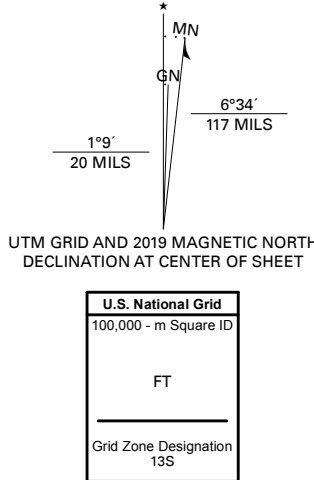 ★
MN
GN
6°34´
117 MILS
1°9´
20 MILS
UTM GRID AND 2019 MAGNETIC NORTH
DECLINATION AT CENTER OF SHEET
U.S. National Grid
100,000 - m Square ID
FT
Grid Zone Designation
13S